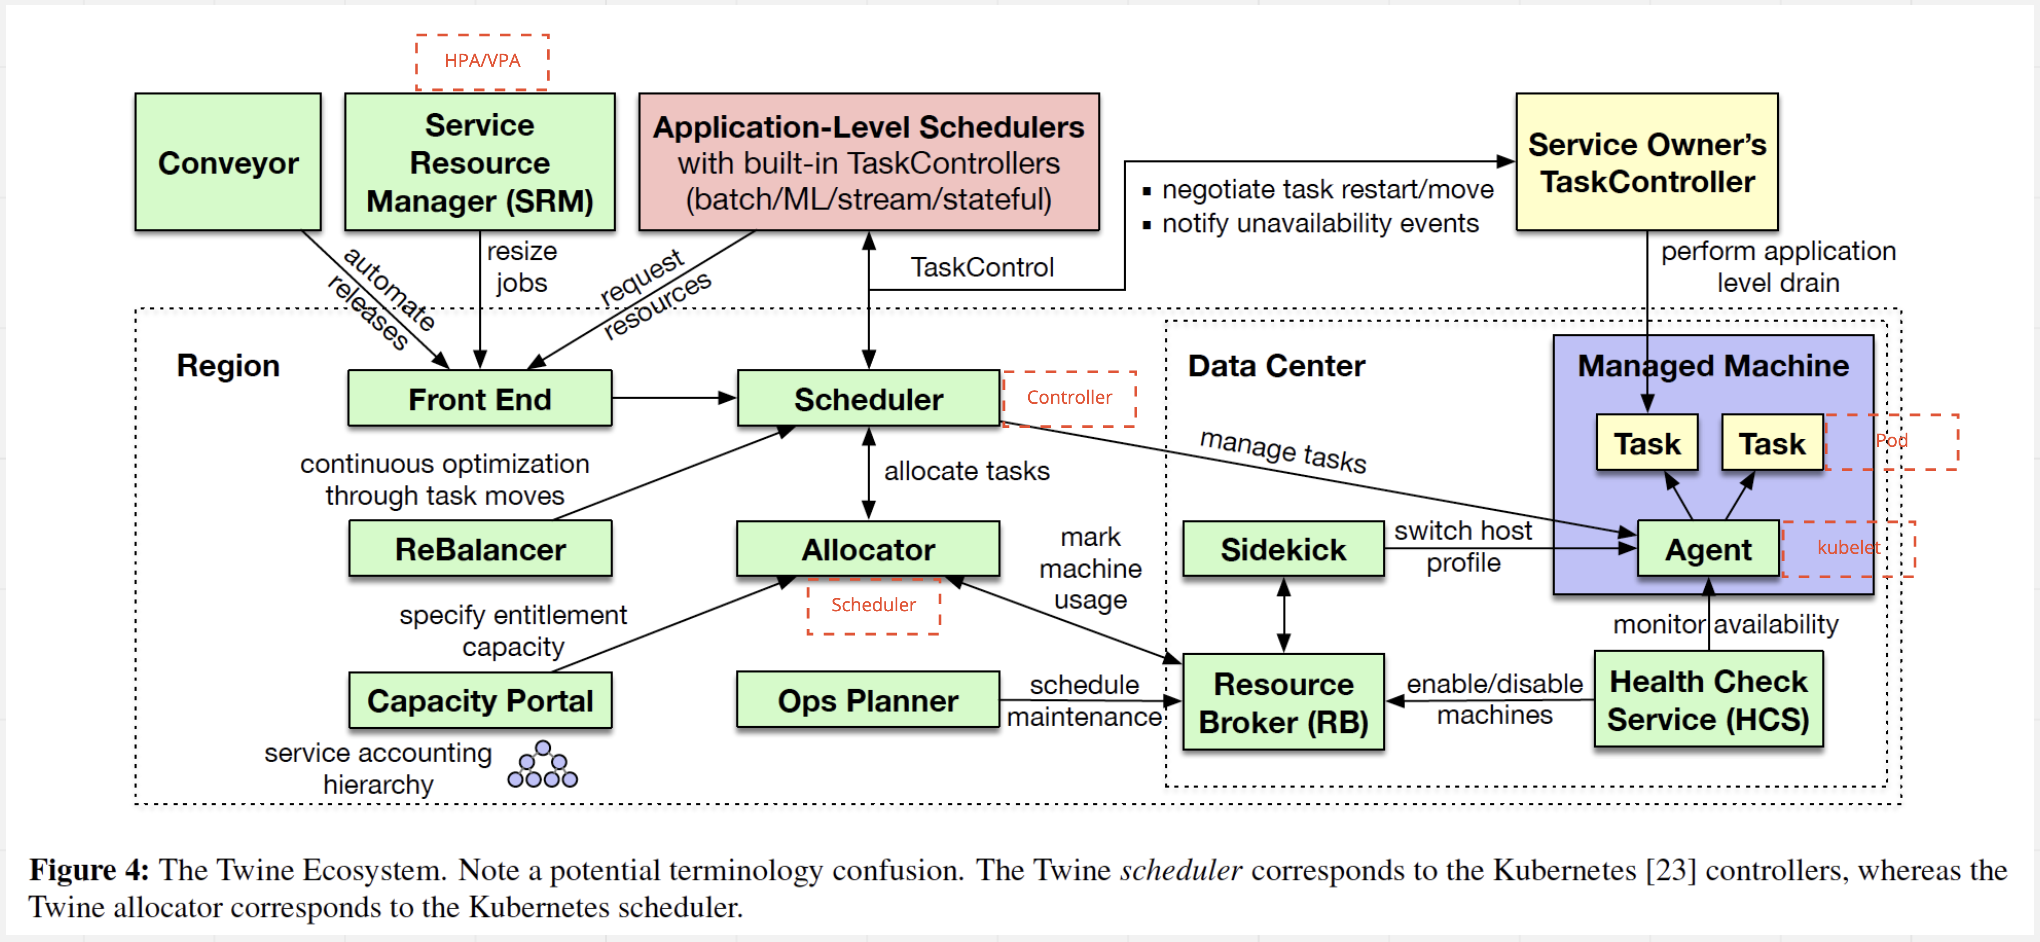 HPA/VPA
Conveyor
Service
Resource
Manager (SRM)
Application-Level Schedulers
with built-in TaskControllers
(batch/ML/stream/stateful)
Service Owner's
TaskController
▪ negotiate task restart/move
▪ notify unavailability events
automate
releases
resize
jobs
request
resources
TaskControl
perform application
level drain
Region
Data Center
Managed Machine
Front End
Scheduler
Controller
manage tasks
Task
Task
Pod
continuous optimization
through task moves
allocate tasks
ReBalancer
Allocator
Scheduler
mark
machine
usage
Sidekick
switch host
profile
Agent
kubelet
specify entitlement
capacity
monitor availability
Capacity Portal
Ops Planner
schedule
maintenance
Resource
Broker (RB)
enable/disable
machines
Health Check
Service (HCS)
service accounting
hierarchy
Figure 4: The Twine Ecosystem. Note a potential terminology confusion. The Twine scheduler corresponds to the Kubernetes [23] controllers, whereas the
Twine allocator corresponds to the Kubernetes scheduler.